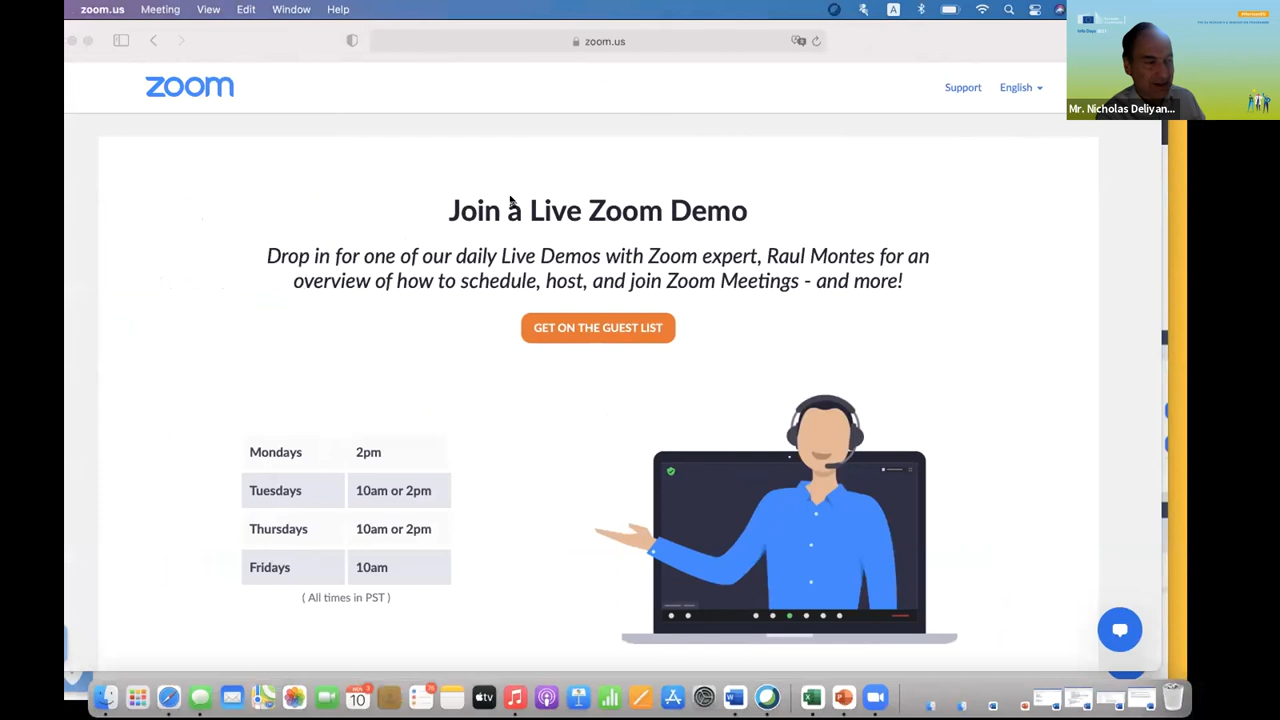 zoom.us Meeting View Edit Window Help
A
zoom.us
zoom
Support English
Join a Live Zoom Demo
Drop in for one of our daily Live Demos with Zoom expert, Raul Montes for an
overview of how to schedule, host, and join Zoom Meetings - and more!
GET ON THE GUEST LIST
Mondays 2pm
Tuesdays 10am or 2pm
Thursdays 10am or 2pm
Fridays 10am
( All times in PST )
Mr. Nicholas Deliyan...
10
tv